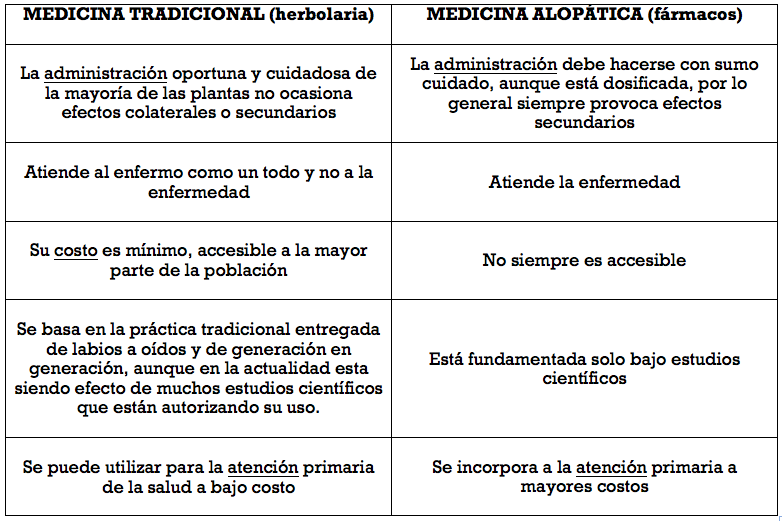 MEDICINA TRADICIONAL (herbolaria)
MEDICINA ALOPÁTICA (fármacos)
La administración oportuna y cuidadosa de
la mayoría de las plantas no ocasiona
efectos colaterales o secundarios
La administración debe hacerse con sumo
cuidado, aunque está dosificada, por lo
general siempre provoca efectos
secundarios
Atiende al enfermo como un todo y no a la
enfermedad
Atiende la enfermedad
Su costo es mínimo, accesible a la mayor
parte de la población
No siempre es accesible
Se basa en la práctica tradicional entregada
de labios a oídos y de generación en
generación, aunque en la actualidad esta
siendo efecto de muchos estudios científicos
que están autorizando su uso.
Está fundamentada solo bajo estudios
científicos
Se puede utilizar para la atención primaria
de la salud a bajo costo
Se incorpora a la atención primaria a
mayores costos